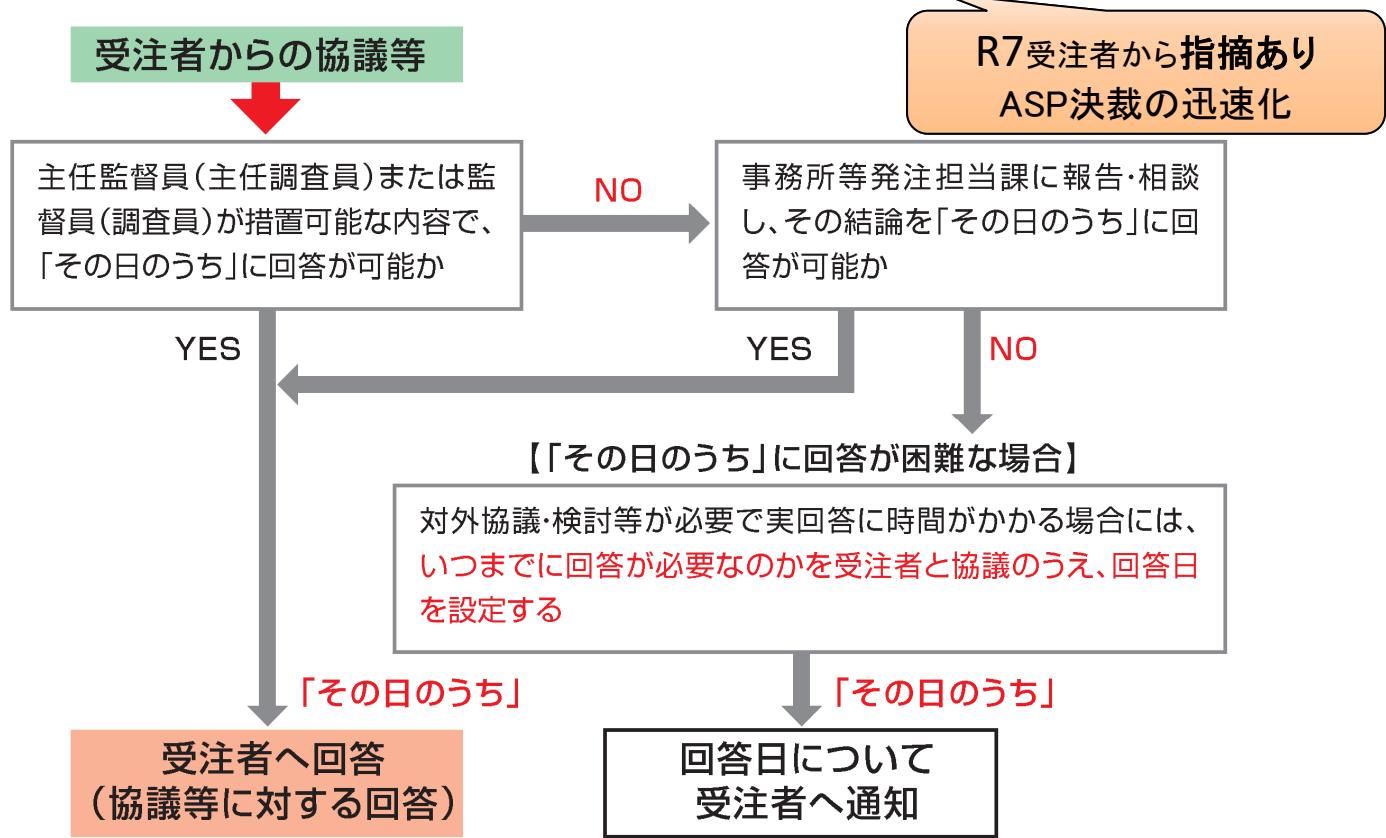 受注者からの協議等
R7受注者から指摘あり
ASP決裁の迅速化
主任監督員(主任調査員)または監
督員(調査員)が措置可能な内容で、
「その日のうち」に回答が可能か
NO
事務所等発注担当課に報告・相談
し、その結論を「その日のうち」に回
答が可能か
YES
YES
NO
【「その日のうち」に回答が困難な場合】
対外協議・検討等が必要で実回答に時間がかかる場合には、
いつまでに回答が必要なのかを受注者と協議のうえ、回答日
を設定する
「その日のうち」
「その日のうち」
受注者へ回答
(協議等に対する回答)
回答日について
受注者へ通知